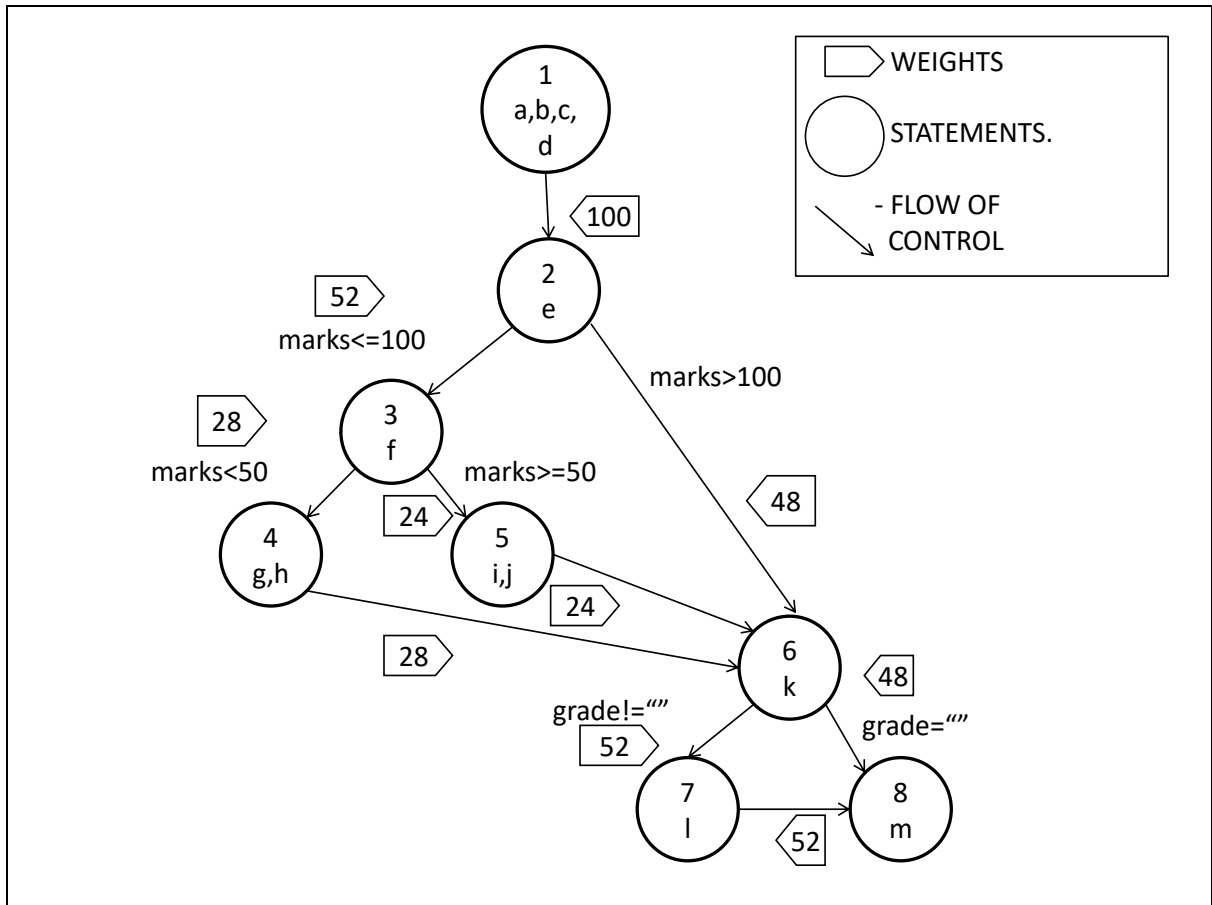 1
a,b,c,
d
WEIGHTS
STATEMENTS.
- FLOW OF
CONTROL
100
2
e
52
marks<=100
marks>100
3
f
28
marks<50
marks>=50
24
48
4
g,h
5
i,j
24
28
6
k
48
grade!=“”
52
grade=“”
7
l
52
8
m